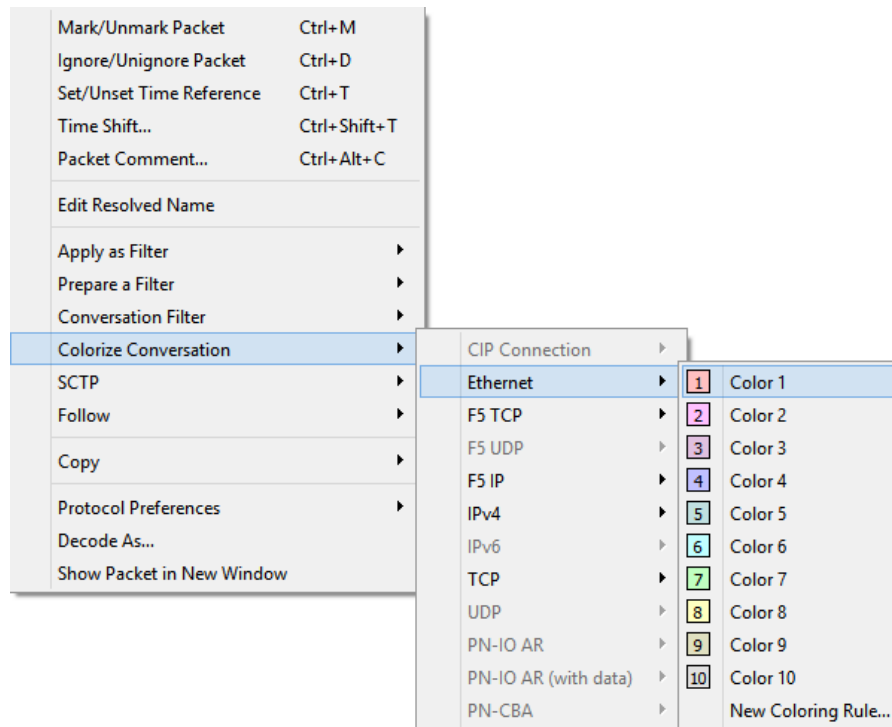 Mark/Unmark Packet Ctrl+M
Ignore/Unignore Packet Ctrl+D
Set/Unset Time Reference Ctrl+T
Time Shift... Ctrl+Shift+T
Packet Comment... Ctrl+Alt+C
Edit Resolved Name
Apply as Filter
Prepare a Filter
Conversation Filter
Colorize Conversation
SCTP
Follow
Copy
Protocol Preferences
Decode As...
Show Packet in New Window
CIP Connection
Ethernet
F5 TCP
F5 UDP
F5 IP
IPv4
IPv6
TCP
UDP
PN-IO AR
PN-IO AR (with data)
PN-CBA
1 Color 1
2 Color 2
3 Color 3
4 Color 4
5 Color 5
6 Color 6
7 Color 7
8 Color 8
9 Color 9
10 Color 10
New Coloring Rule...